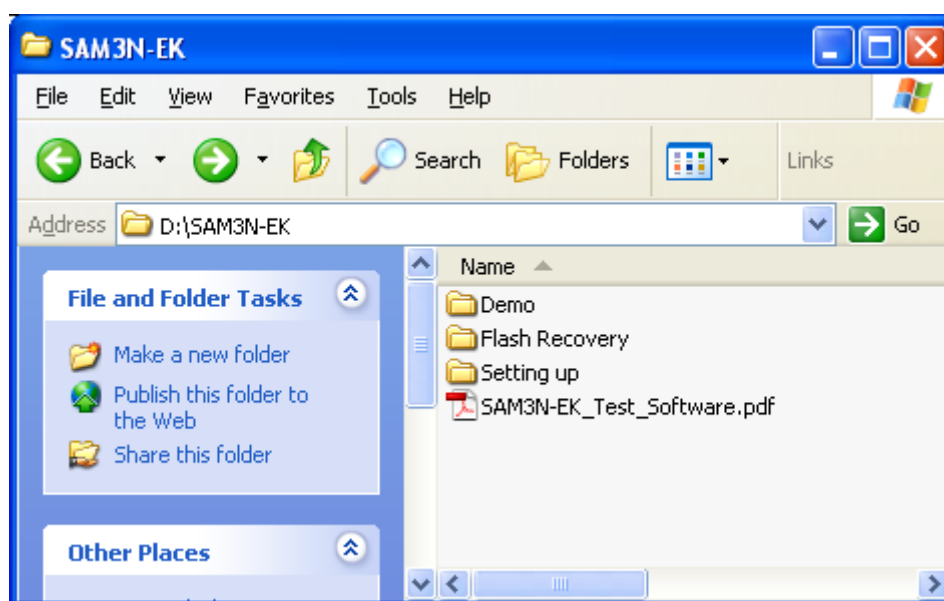 SAM3N-EK
File Edit View Favorites Tools Help
Back Search Folders Links
Address D:\SAM3N-EK Go
File and Folder Tasks
Make a new folder
Publish this folder to
the Web
Share this folder
Other Places
Name
Demo
Flash Recovery
Setting up
SAM3N-EK_Test_Software.pdf